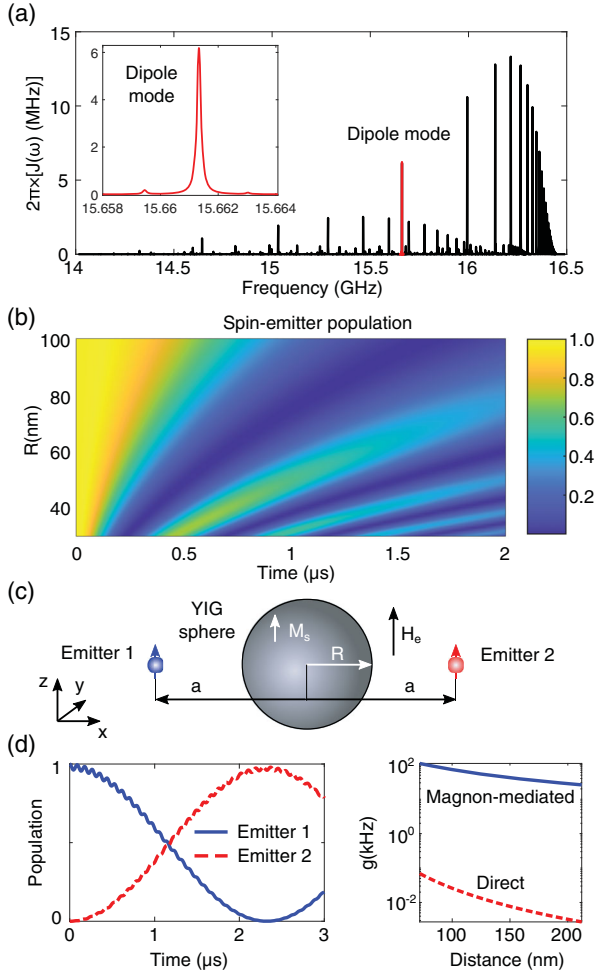 (a)
2π×[J(ω) (MHz)]
15
10
5
0
14
14.5
15
15.5
16
16.5
Frequency (GHz)
Dipole mode
6
4
2
0
15.658
15.66
15.662
15.664
Dipole
mode
(b)
Spin-emitter population
R(nm)
100
80
60
40
0
0.5
1
1.5
2
Time (μs)
1.0
0.8
0.6
0.4
0.2
(c)
YIG
sphere
Ms
He
R
Emitter 1
Emitter 2
a
a
z
y
x
(d)
Population
1
0
0
1
2
3
Time (μs)
Emitter 1
Emitter 2
g(kHz)
10²
10⁰
10⁻²
Magnon-mediated
Direct
100
150
200
Distance (nm)